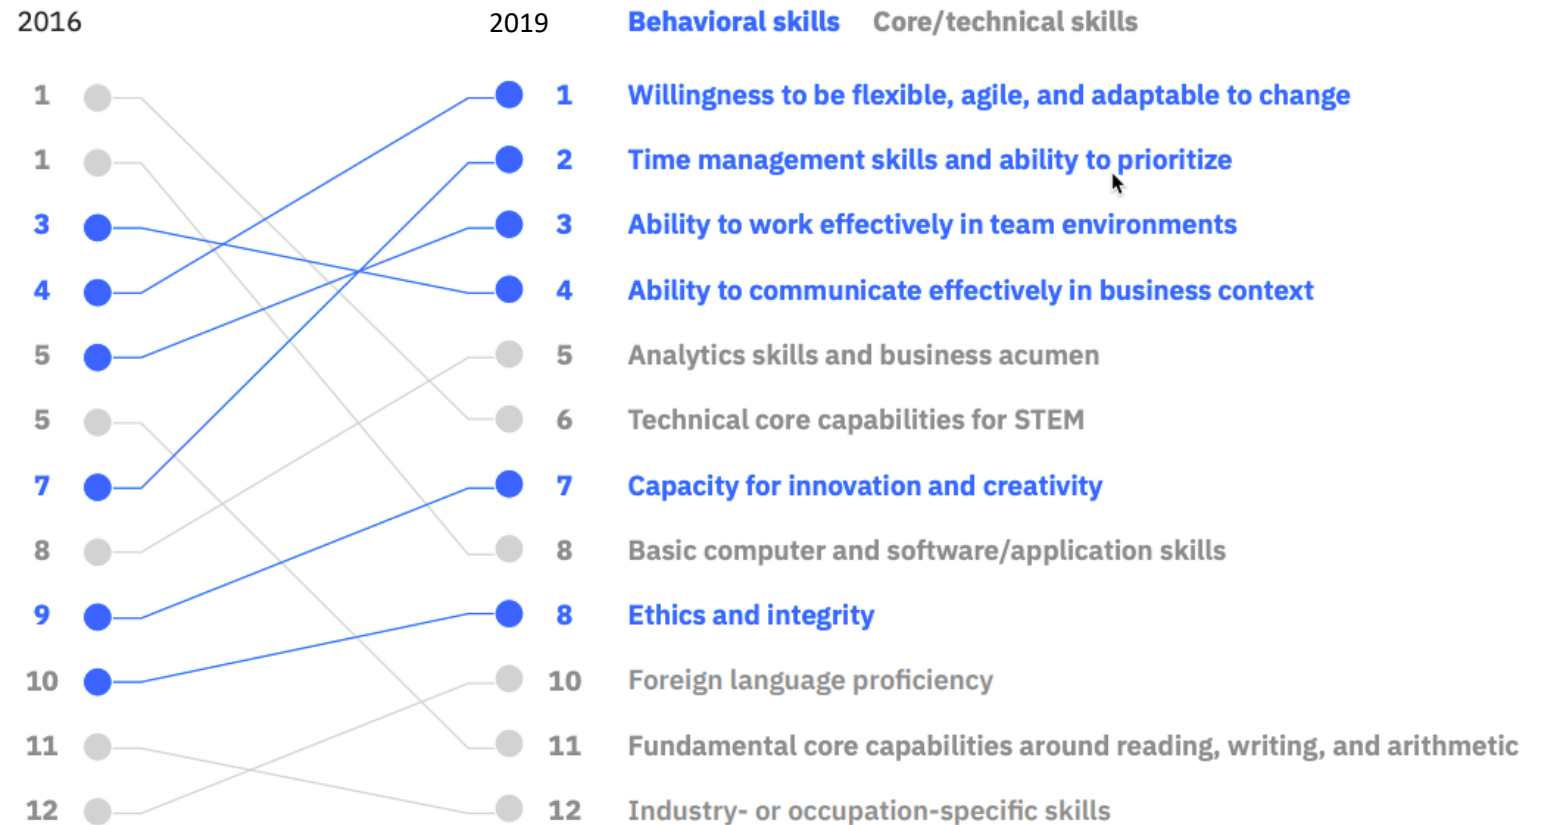 2016 2019 Behavioral skills Core/technical skills
1 1 Willingness to be flexible, agile, and adaptable to change
1 2 Time management skills and ability to prioritize
3 3 Ability to work effectively in team environments
4 4 Ability to communicate effectively in business context
5 5 Analytics skills and business acumen
5 6 Technical core capabilities for STEM
7 7 Capacity for innovation and creativity
8 8 Basic computer and software/application skills
9 8 Ethics and integrity
10 10 Foreign language proficiency
11 11 Fundamental core capabilities around reading, writing, and arithmetic
12 12 Industry- or occupation-specific skills